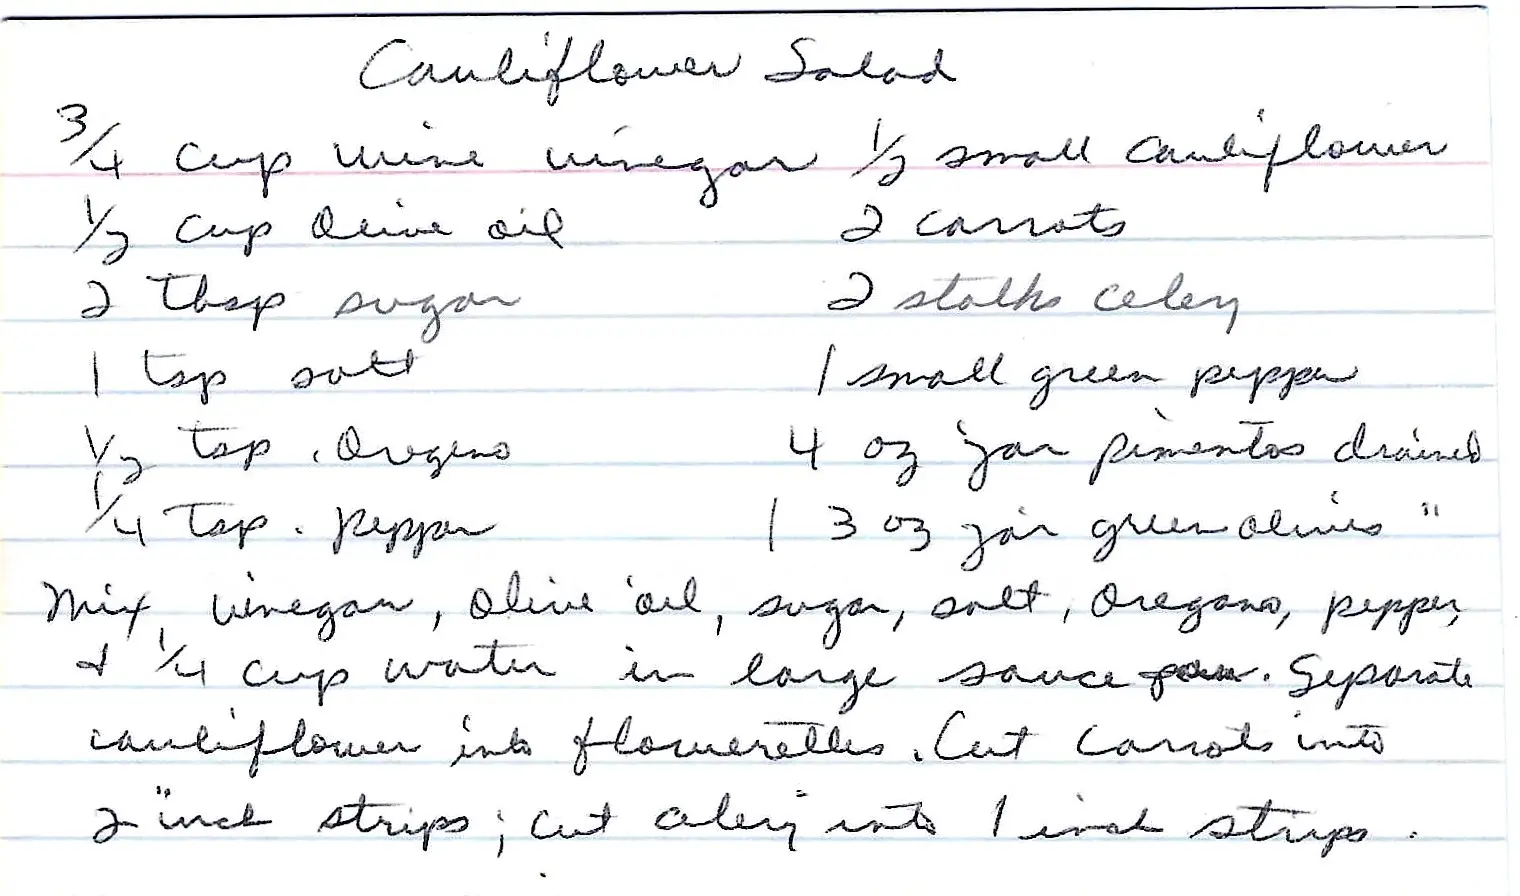 Cauliflower Salad
3/4 cup wine vinegar 1/2 small cauliflower
1/2 cup Olive oil 2 carrots
2 Tbsp sugar 2 stalks celery
1 tsp salt 1 small green pepper
1/2 tsp. Oregeno 4 oz jar pimentos drained
1/4 Tsp. Pepper 1 3 oz jar green olives "
Mix vinegar, Olive oil, sugar, salt, Oregano, pepper,
+ 1/4 cup water in large sauce pan. Separate
cauliflower into flowerettes. Cut carrots into
2" inch strips; cut celery into 1 inch strips.